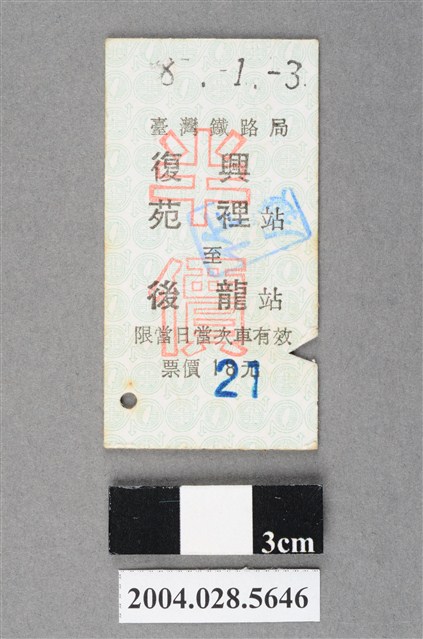 8.-1.-3.
臺灣鐵路局
半價
復興
苑裡站
至
後龍站
限當日當次車有效
票價18元
21
3cm
2004.028.5646